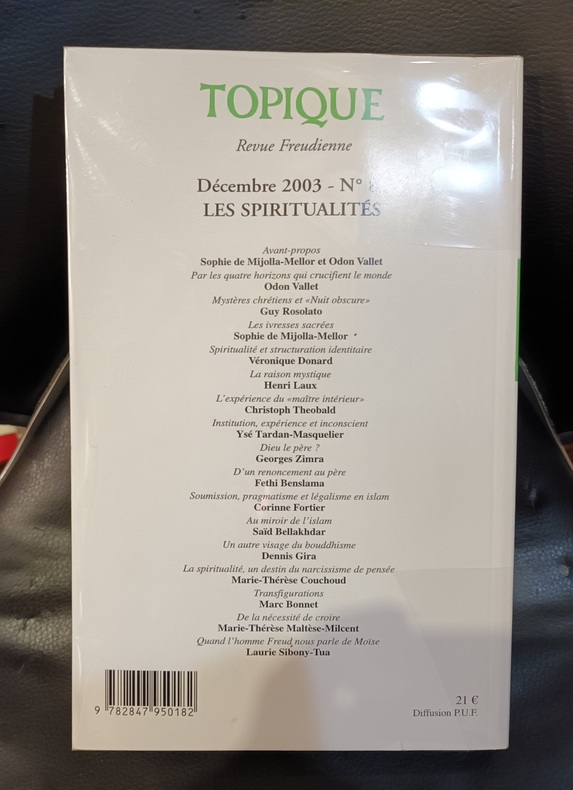 TOPIQUE
Revue Freudienne
Décembre 2003 - N°
LES SPIRITUALITÉS
Avant-propos
Sophie de Mijolla-Mellor et Odon Vallet
Par les quatre horizons qui crucifient le monde
Odon Vallet
Mystères chrétiens et «Nuit obscure»
Guy Rosolato
Les ivresses sacrées
Sophie de Mijolla-Mellor
Spiritualité et structuration identitaire
Véronique Donard
La raison mystique
Henri Laux
L'expérience du «maître intérieur»
Christoph Theobald
Institution, expérience et inconscient
Ysé Tardan-Masquelier
Dieu le père ?
Georges Zimra
D'un renoncement au père
Fethi Benslama
Soumission, pragmatisme et légalisme en islam
Corinne Fortier
Au miroir de l'islam
Saïd Bellakhdar
Un autre visage du bouddhisme
Dennis Gira
La spiritualité, un destin du narcissisme de pensée
Marie-Thérèse Couchoud
Transfigurations
Marc Bonnet
De la nécessité de croire
Marie-Thérèse Maltèse-Milcent
Quand l'homme Freud nous parle de Moïse
Laurie Sibony-Tua
9 782847 950182
21 €
Diffusion P.U.F.